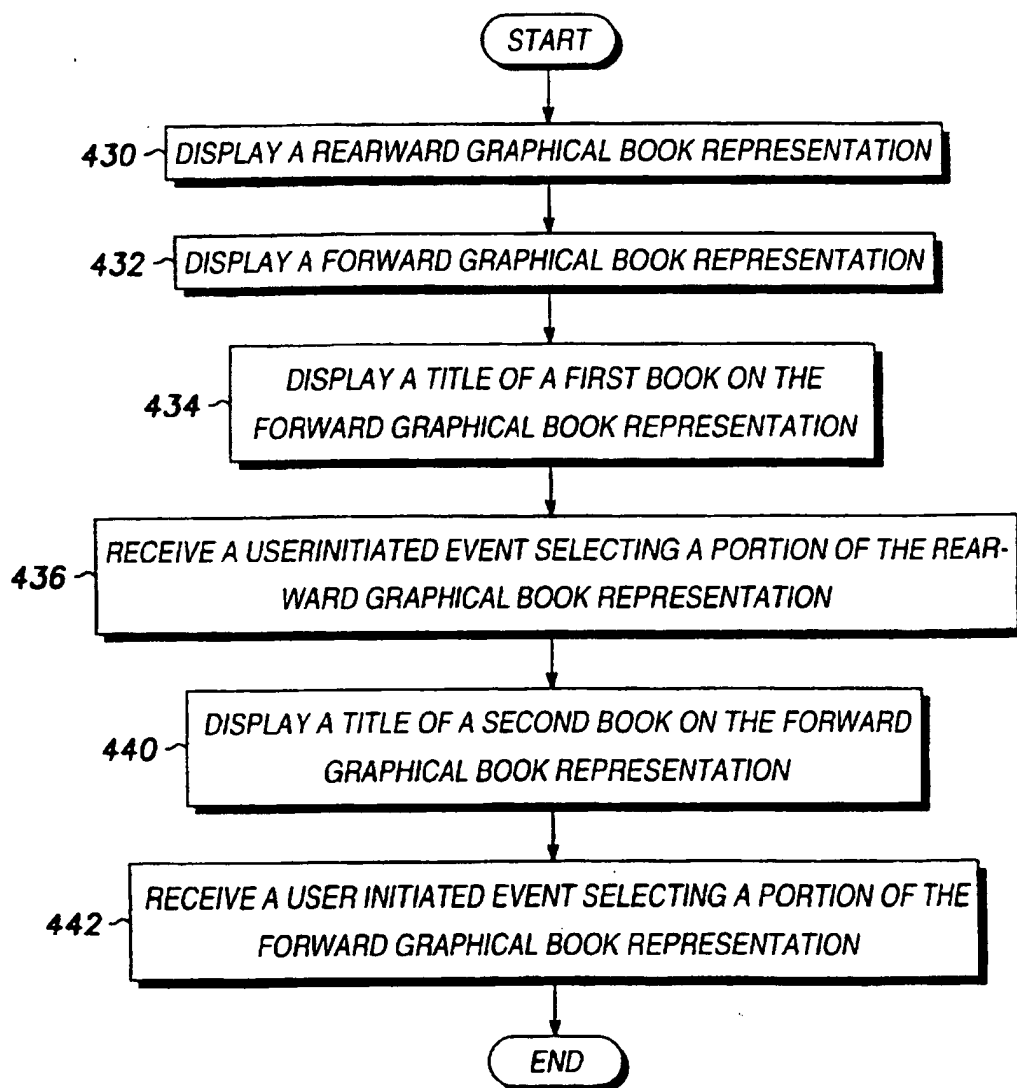 START
430 DISPLAY A REARWARD GRAPHICAL BOOK REPRESENTATION
432 DISPLAY A FORWARD GRAPHICAL BOOK REPRESENTATION
DISPLAY A TITLE OF A FIRST BOOK ON THE
434 FORWARD GRAPHICAL BOOK REPRESENTATION
RECEIVE A USERINITIATED EVENT SELECTING A PORTION OF THE REAR-
436 WARD GRAPHICAL BOOK REPRESENTATION
DISPLAY A TITLE OF A SECOND BOOK ON THE FORWARD
440 GRAPHICAL BOOK REPRESENTATION
RECEIVE A USER INITIATED EVENT SELECTING A PORTION OF THE
442 FORWARD GRAPHICAL BOOK REPRESENTATION
END